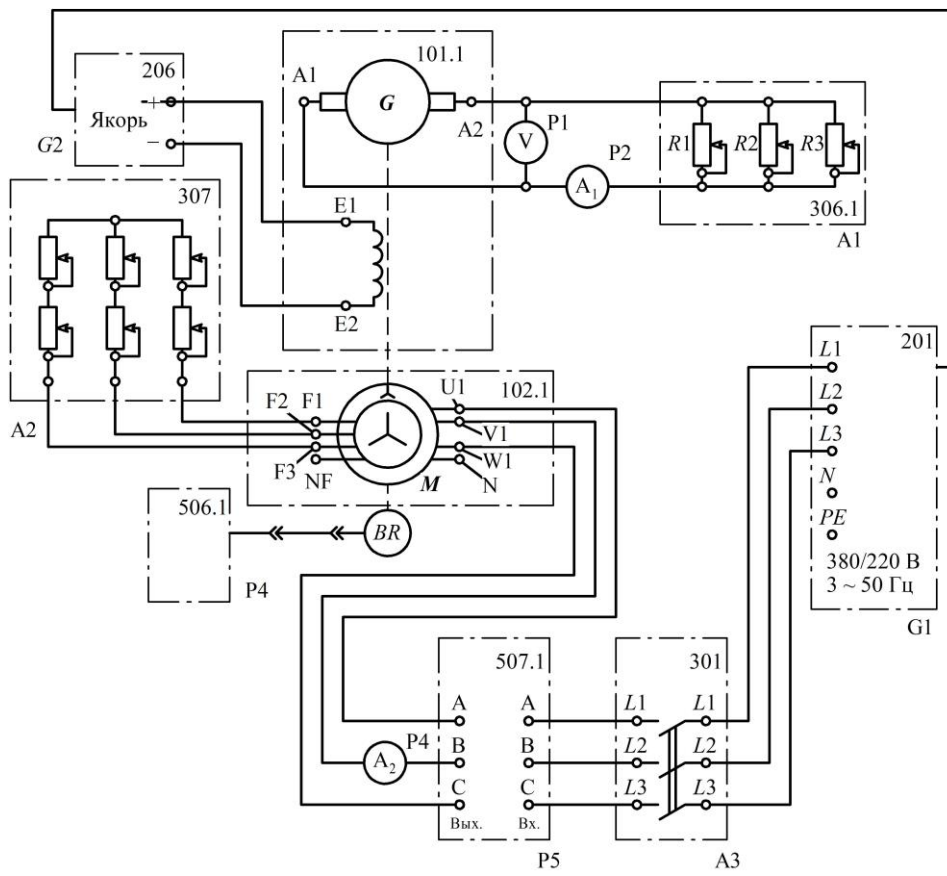 206
Якорь
+
−
G2
101.1
A1
G
A2
P1
V
P2
A1
R1
R2
R3
306.1
A1
307
A2
E1
E2
102.1
F1
F2
F3
NF
U1
V1
W1
N
M
506.1
P4
BR
201
L1
L2
L3
N
PE
380/220 В
3 ~ 50 Гц
G1
507.1
A
A
B
B
C
C
Вых.
Вх.
P4
A2
P5
301
L1
L1
L2
L2
L3
L3
A3